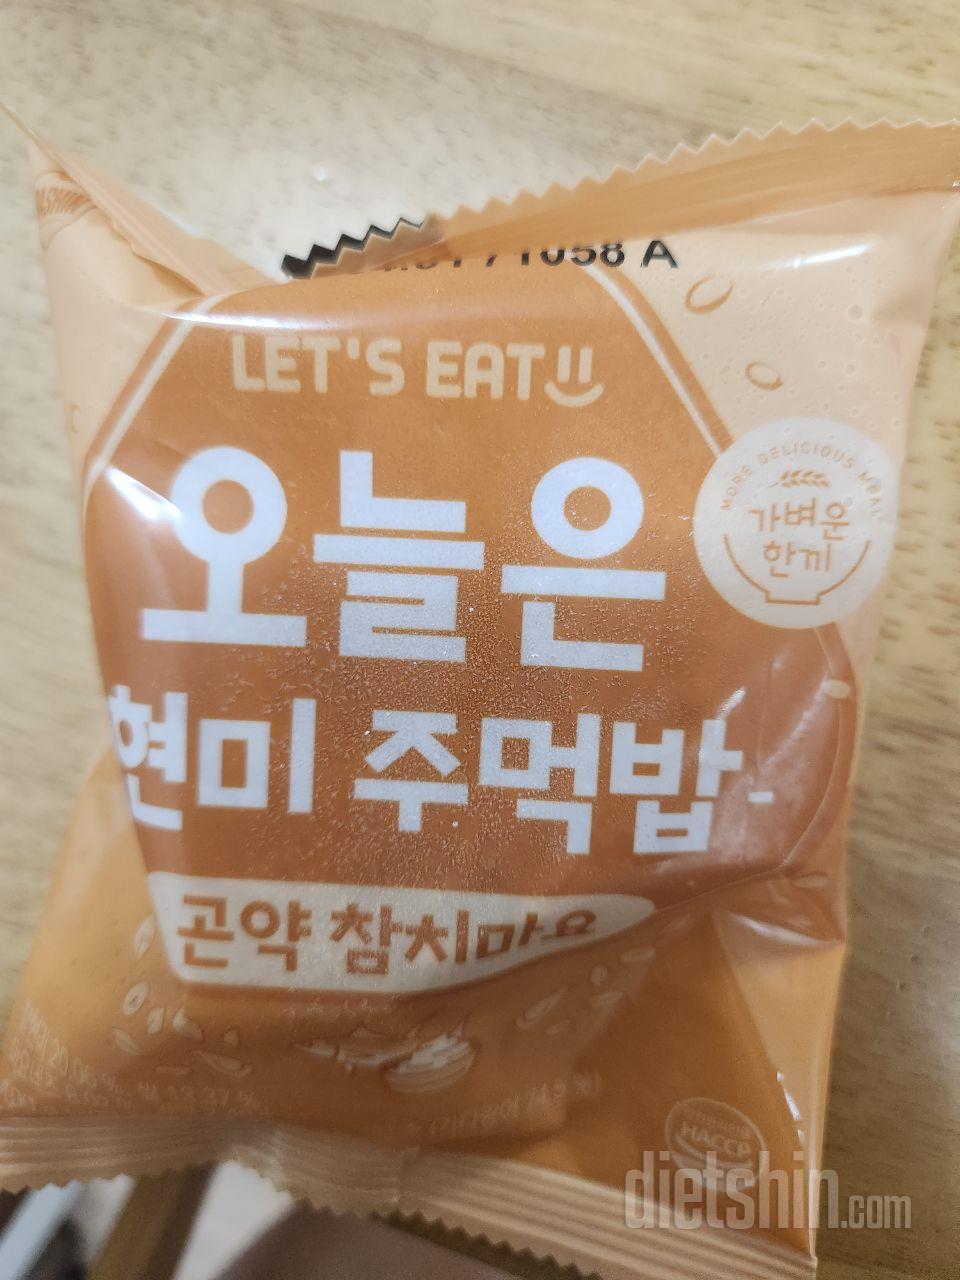 1058 A
LET'S EAT
오늘은
MORE DELICIOUS MEAL
가벼운
한끼
현미 주먹밥
곤약 참치마요
HACCP
dietshin.com